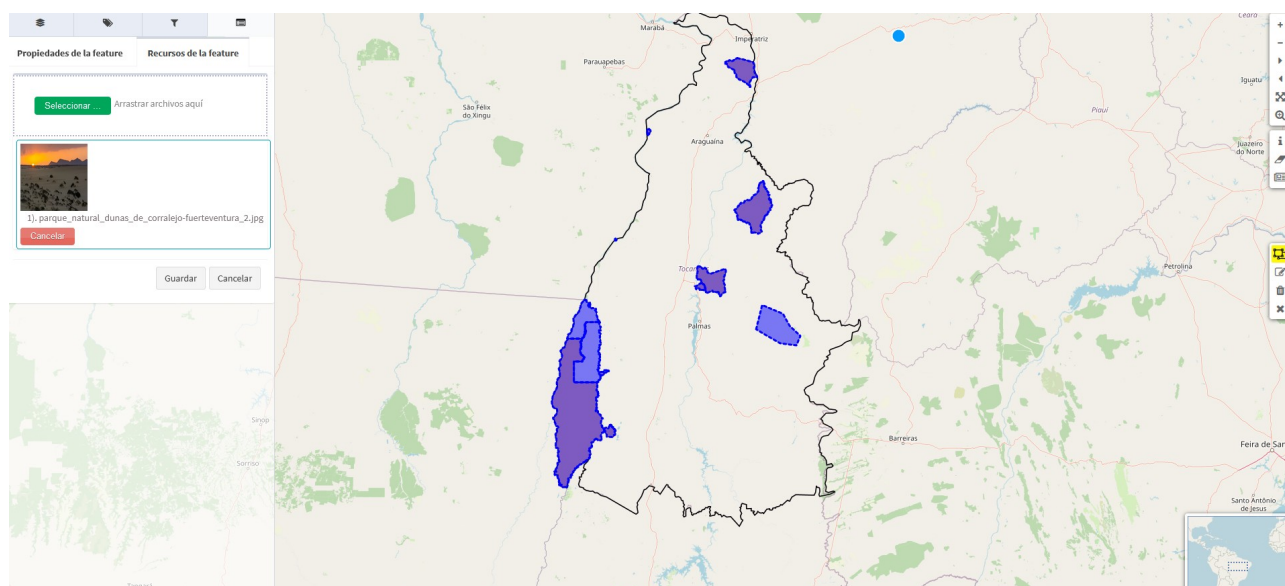 Propiedades de la feature
Recursos de la feature
Seleccionar ...
Arrastrar archivos aquí
1). parque_natural_dunas_de_corralejo-fuerteventura_2.jpg
Cancelar
Guardar
Cancelar
Marabá
Imperatriz
Ceará
Parauapebas
Iguatu
São Félix
do Xingu
Piauí
Araguaína
Juazeiro
do Norte
Petrolina
Palmas
Sinop
Barreiras
Feira de San
Sorriso
Santo Antônio
de Jesus